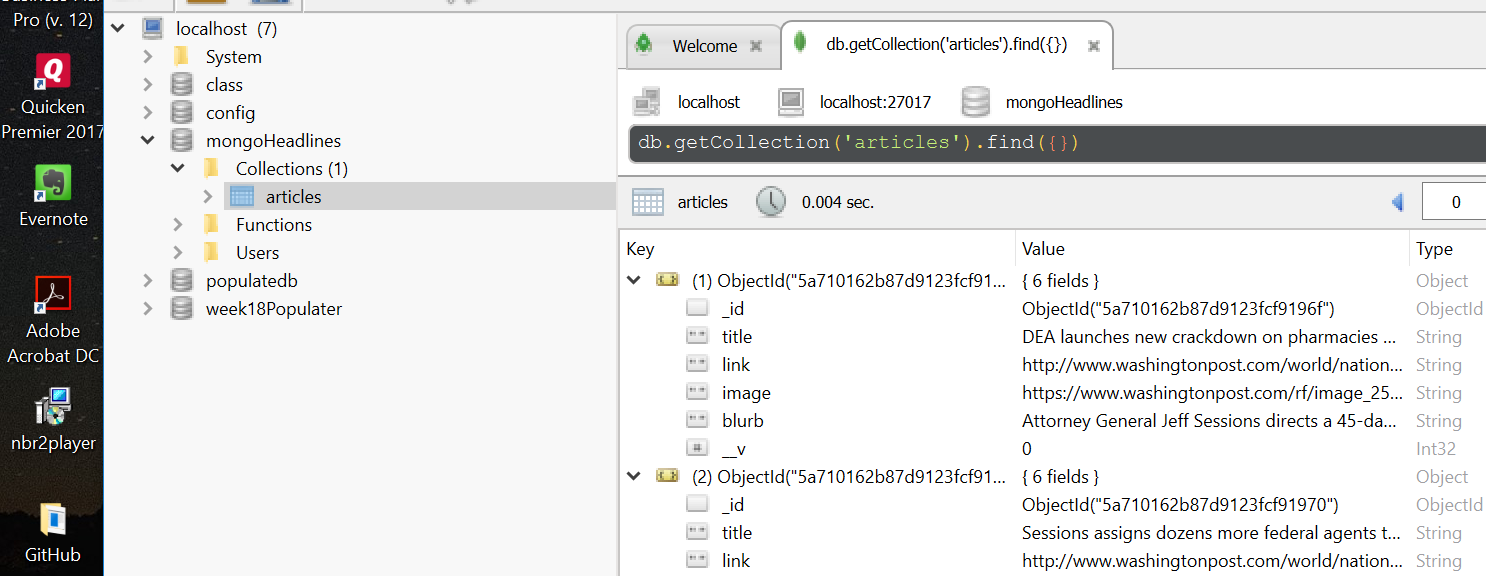 Pro (v. 12)
Quicken
Premier 2017
Evernote
Adobe
Acrobat DC
nbr2player
GitHub
localhost (7)
System
class
config
mongoHeadlines
Collections (1)
articles
Functions
Users
populatedb
week18Populater
Welcome
db.getCollection('articles').find({})
localhost
localhost:27017
mongoHeadlines
db.getCollection('articles').find({})
articles
0.004 sec.
0
Key Value Type
(1) ObjectId("5a710162b87d9123fcf91... { 6 fields } Object
_id ObjectId("5a710162b87d9123fcf9196f") ObjectId
title DEA launches new crackdown on pharmacies ... String
link http://www.washingtonpost.com/world/nation... String
image https://www.washingtonpost.com/rf/image_25... String
blurb Attorney General Jeff Sessions directs a 45-da... String
__v 0 Int32
(2) ObjectId("5a710162b87d9123fcf91... { 6 fields } Object
_id ObjectId("5a710162b87d9123fcf91970") ObjectId
title Sessions assigns dozens more federal agents t... String
link http://www.washingtonpost.com/world/nation... String